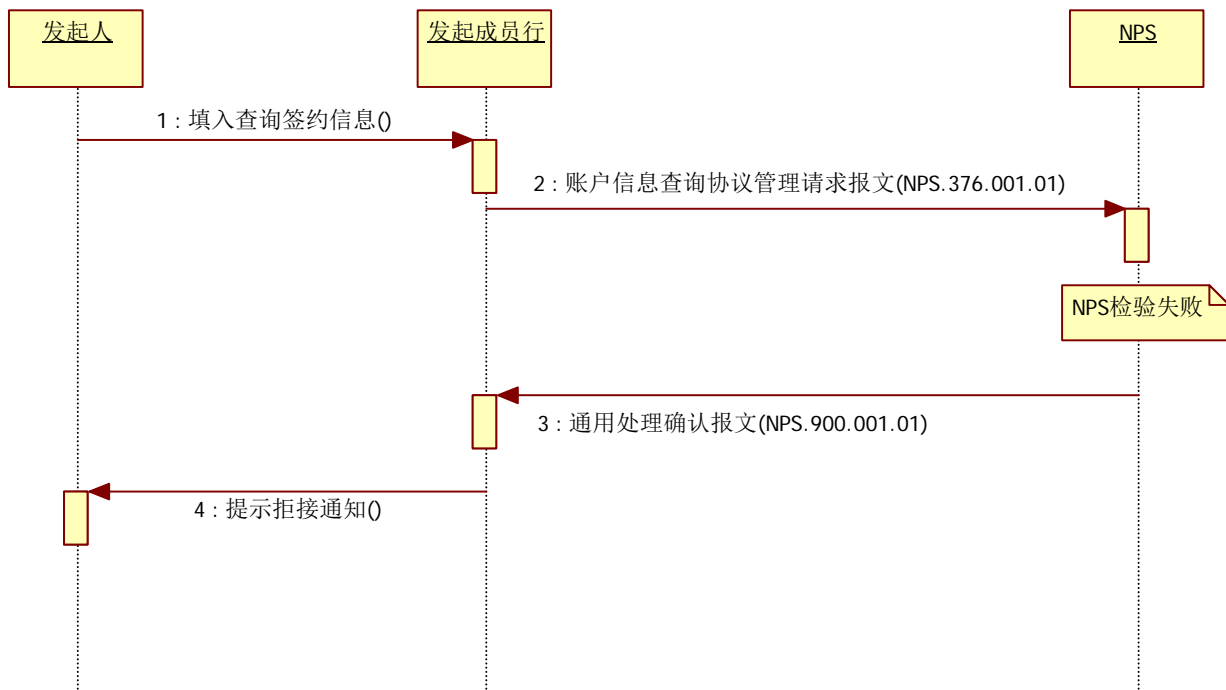 发起人
发起成员行
NPS
1 : 填入查询签约信息()
2 : 账户信息查询协议管理请求报文(NPS.376.001.01)
NPS检验失败
3 : 通用处理确认报文(NPS.900.001.01)
4 : 提示拒接通知()